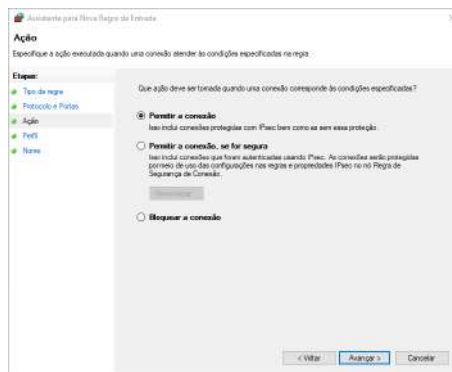 Assistente para Nova Regra de Entrada
Ação
Especifique a ação executada quando uma conexão atender às condições especificadas na regra.
Etapas:
Tipo de regra
Protocolo e Portas
Ação
Perfil
Nome
Que ação deve ser tomada quando uma conexão corresponde às condições especificadas?
Permitir a conexão
Isso inclui conexões protegidas com IPsec bem como as sem essa proteção.
Permitir a conexão, se for segura
Isso inclui conexões que foram autenticadas usando IPsec. As conexões serão protegidas
por meio do uso das configurações nas regras e propriedades IPsec no nó Regra de
Segurança de Conexão.
Bloquear a conexão
< Voltar
Avançar >
Cancelar